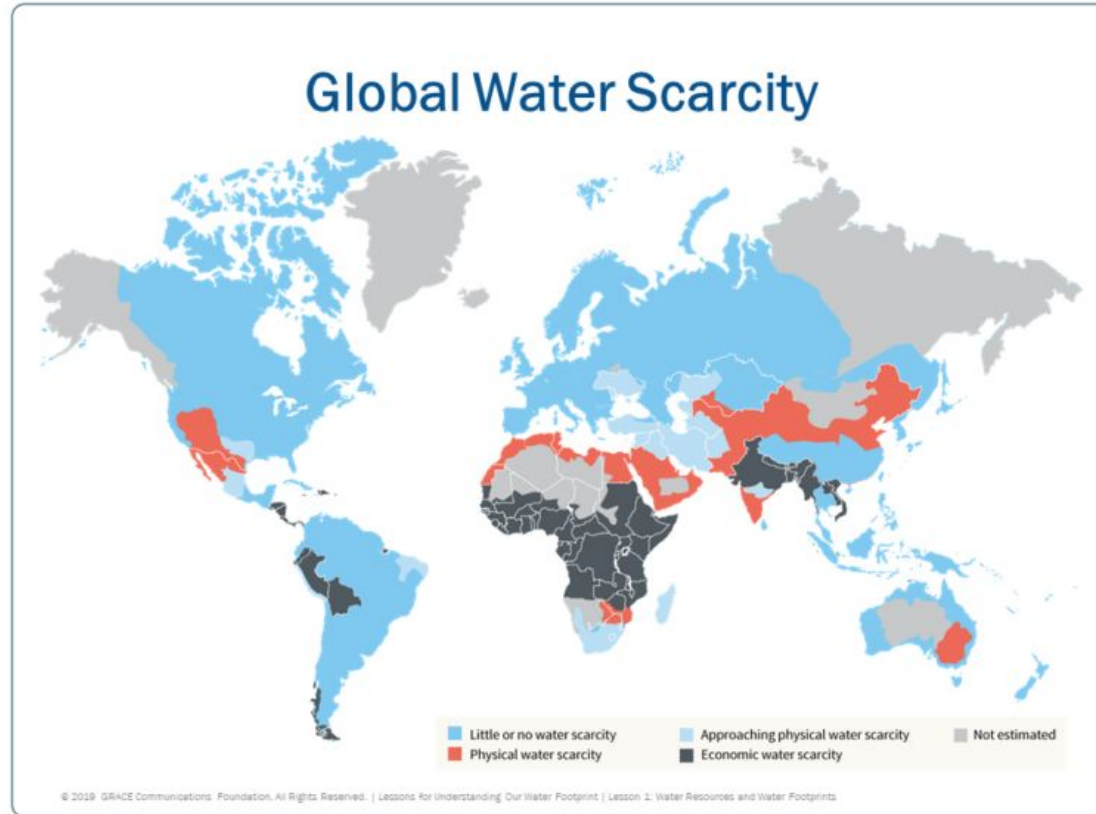 Global Water Scarcity
Little or no water scarcity
Approaching physical water scarcity
Not estimated
Physical water scarcity
Economic water scarcity
© 2019 GRACE Communications Foundation, All Rights Reserved. | Lessons for Understanding Our Water Footprint | Lesson 1: Water Resources and Water Footprints